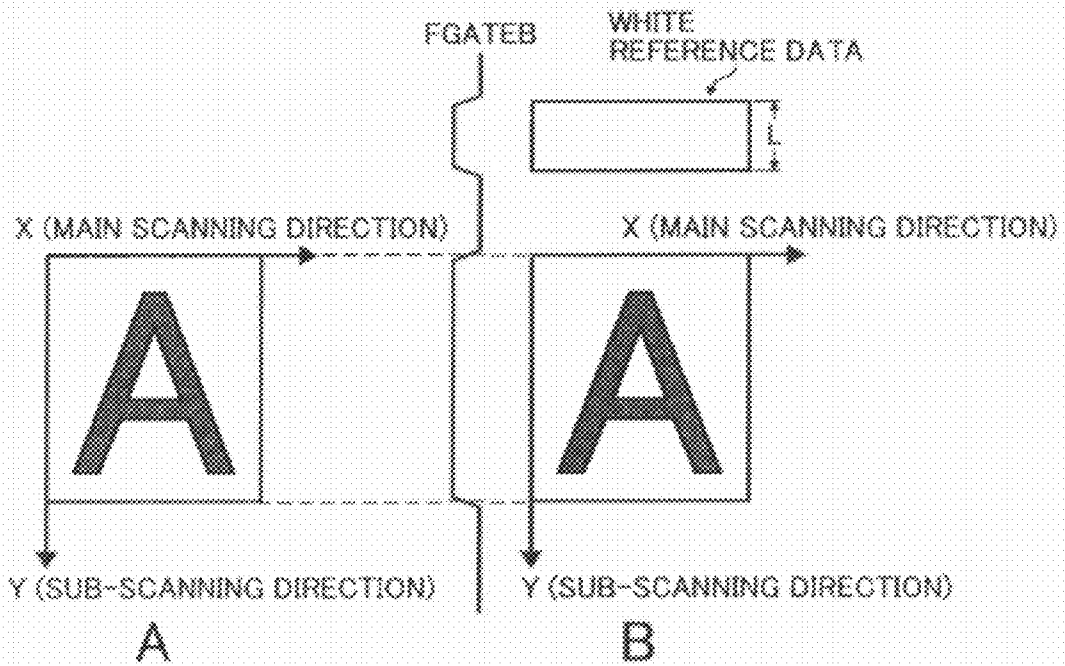 FGATEB
WHITE
REFERENCE DATA
L
X (MAIN SCANNING DIRECTION)
X (MAIN SCANNING DIRECTION)
A
A
Y (SUB-SCANNING DIRECTION)
Y (SUB-SCANNING DIRECTION)
A
B